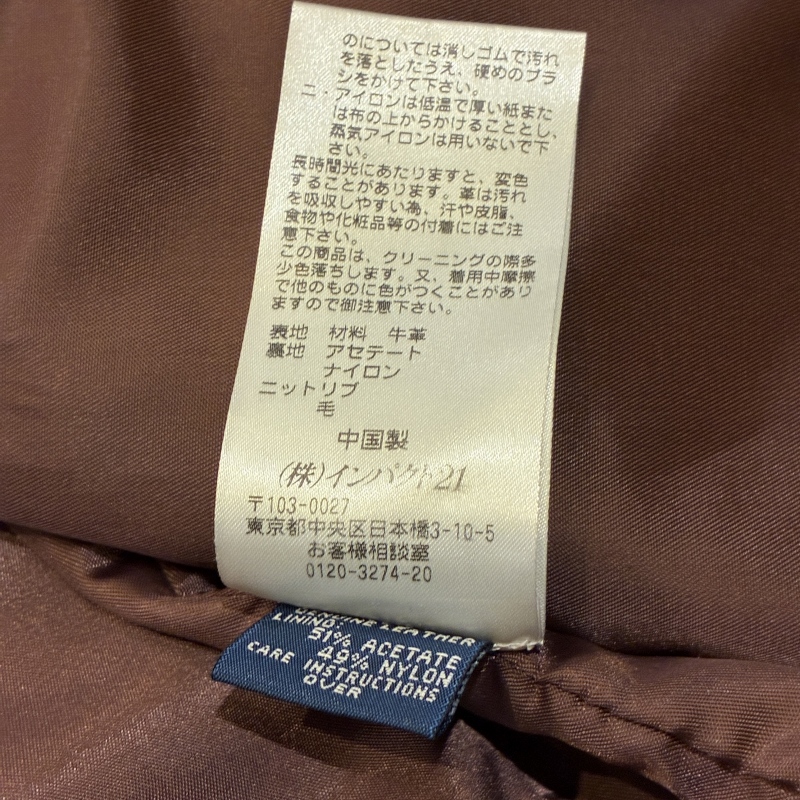 のについては消しゴムで汚れ
を落としたうえ、硬めのブラ
シをかけて下さい。
ニ・アイロンは低温で厚い紙また
は布の上からかけることとし、
蒸気アイロンは用いないで下
さい。
長時間光にあたりますと、変色
することがあります。革は汚れ
を吸収しやすい為、汗や皮脂、
食物や化粧品等の付着にはご注
意下さい。
この商品は、クリーニングの際多
少色落ちします。又、着用中摩擦
で他のものに色がつくことがあり
ますので御注意下さい。
表地 材料 牛革
裏地 アセテート
ナイロン
ニットリブ
毛
中国製
(株)インパクト21
〒103-0027
東京都中央区日本橋3-10-5
お客様相談室
0120-3274-20
GENUINE LEATHER
LINING:
51% ACETATE
49% NYLON
CARE INSTRUCTIONS
OVER